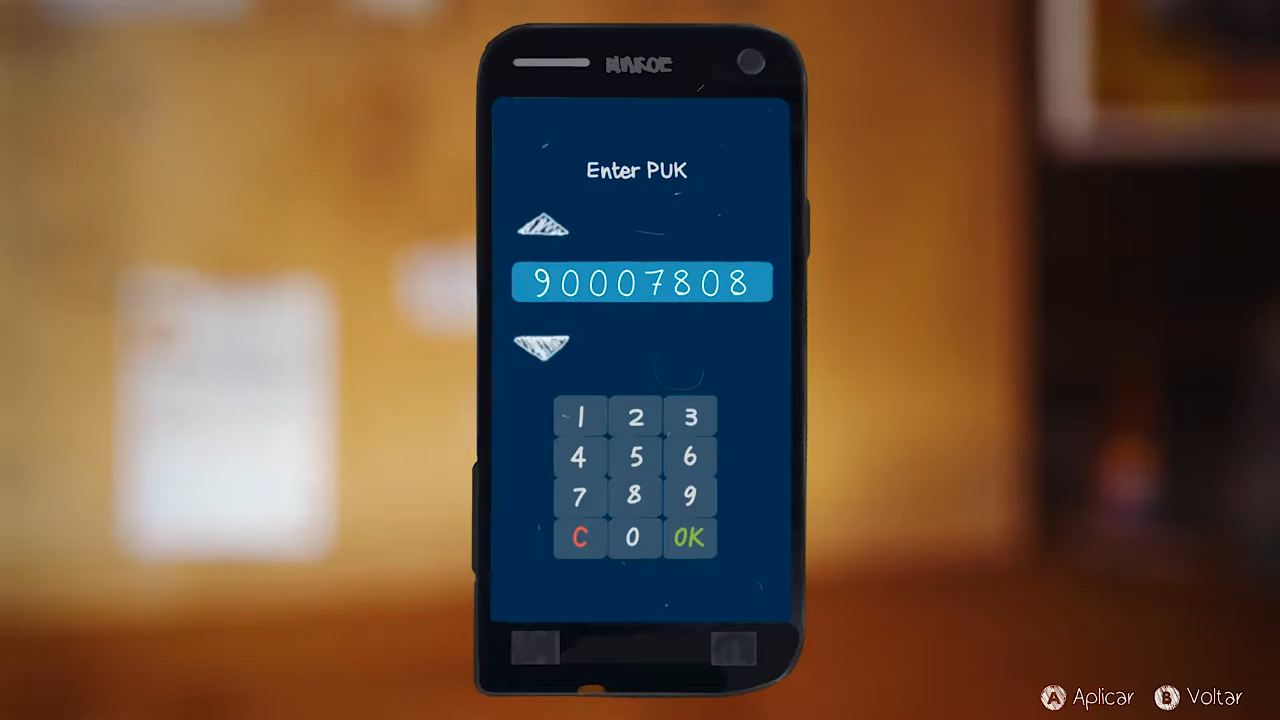 Enter PUK
90007808
1 2 3
4 5 6
7 8 9
C 0 OK
A Aplicar B Voltar